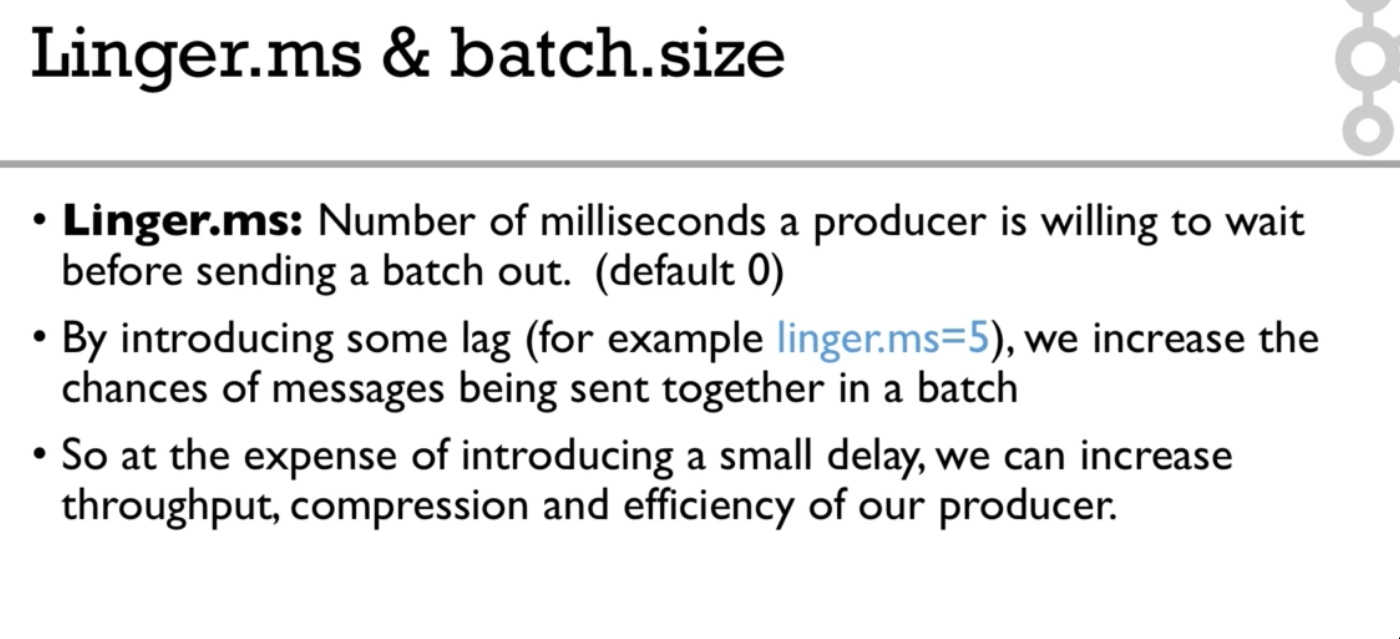 Linger.ms & batch.size
• Linger.ms: Number of milliseconds a producer is willing to wait
before sending a batch out. (default 0)
• By introducing some lag (for example linger.ms=5), we increase the
chances of messages being sent together in a batch
• So at the expense of introducing a small delay, we can increase
throughput, compression and efficiency of our producer.